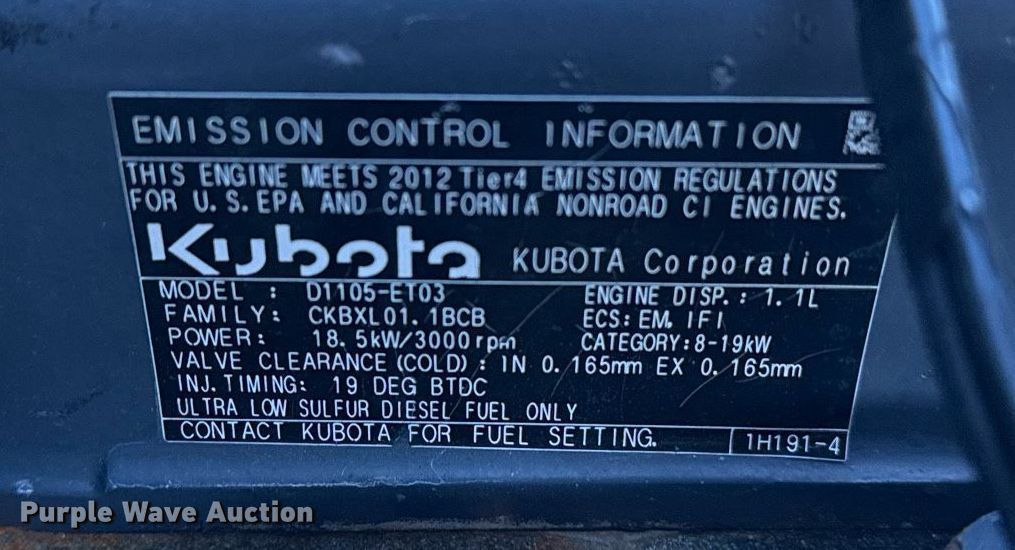 EMISSION CONTROL INFORMATION
THIS ENGINE MEETS 2012 Tier4 EMISSION REGULATIONS
FOR U.S.EPA AND CALIFORNIA NONROAD CI ENGINES.
Kubota KUBOTA Corporation
MODEL : D1105-ET03 ENGINE DISP.: 1.1L
FAMILY: CKBXL01.1BCB ECS: EM, IFI
POWER: 18.5kW/3000rpm CATEGORY:8-19kW
VALVE CLEARANCE(COLD): IN 0.165mm EX 0.165mm
INJ.TIMING: 19 DEG BTDC
ULTRA LOW SULFUR DIESEL FUEL ONLY
CONTACT KUBOTA FOR FUEL SETTING. 1H191-4
Purple Wave Auction